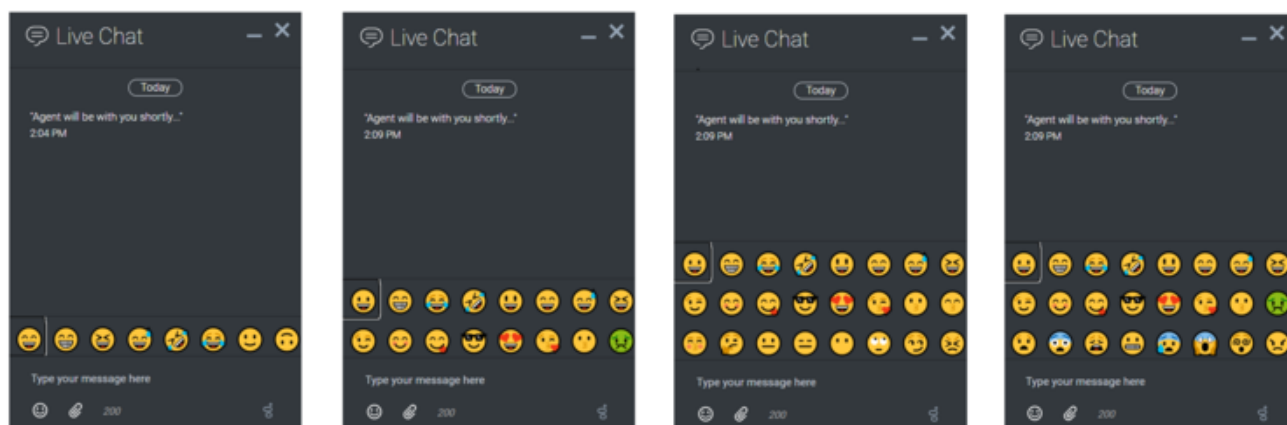 Live Chat
Today
"Agent will be with you shortly..."
2:04 PM
Type your message here
200
Live Chat
Today
"Agent will be with you shortly..."
2:09 PM
Type your message here
200
Live Chat
Today
"Agent will be with you shortly..."
2:09 PM
Type your message here
200
Live Chat
Today
"Agent will be with you shortly..."
2:09 PM
Type your message here
200